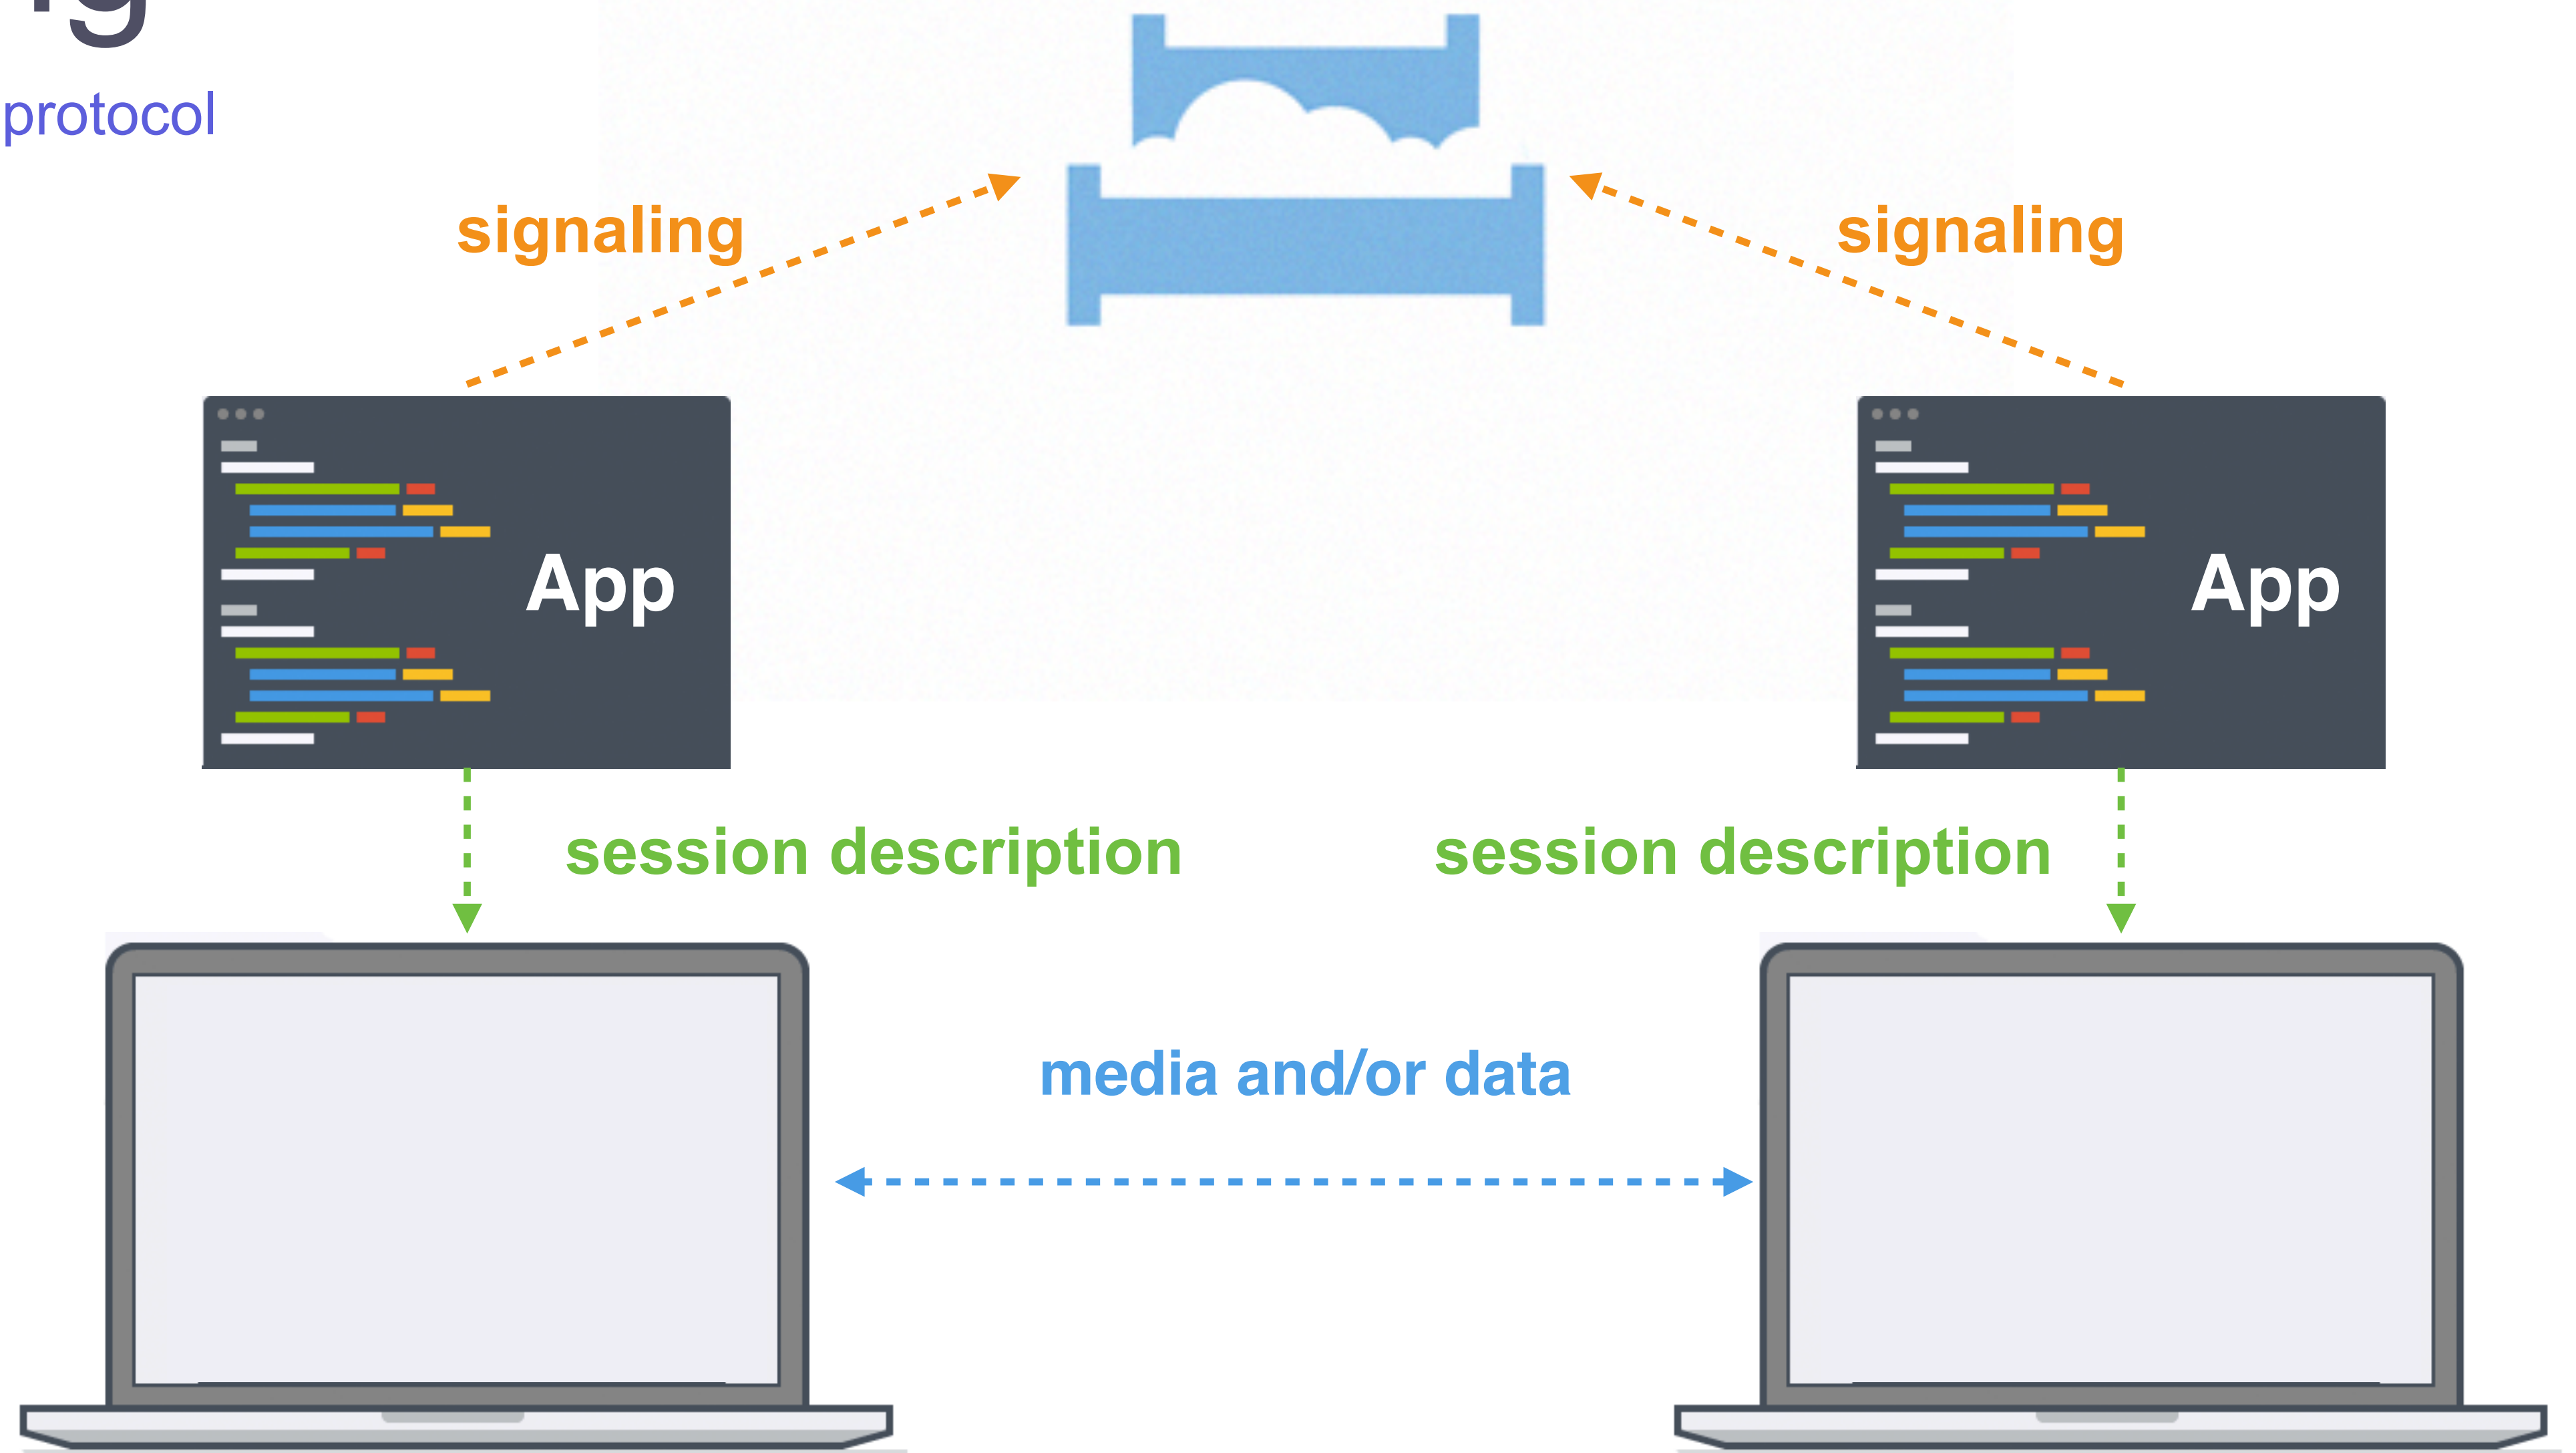 protocol
signaling
signaling
App
App
session description
session description
media and/or data